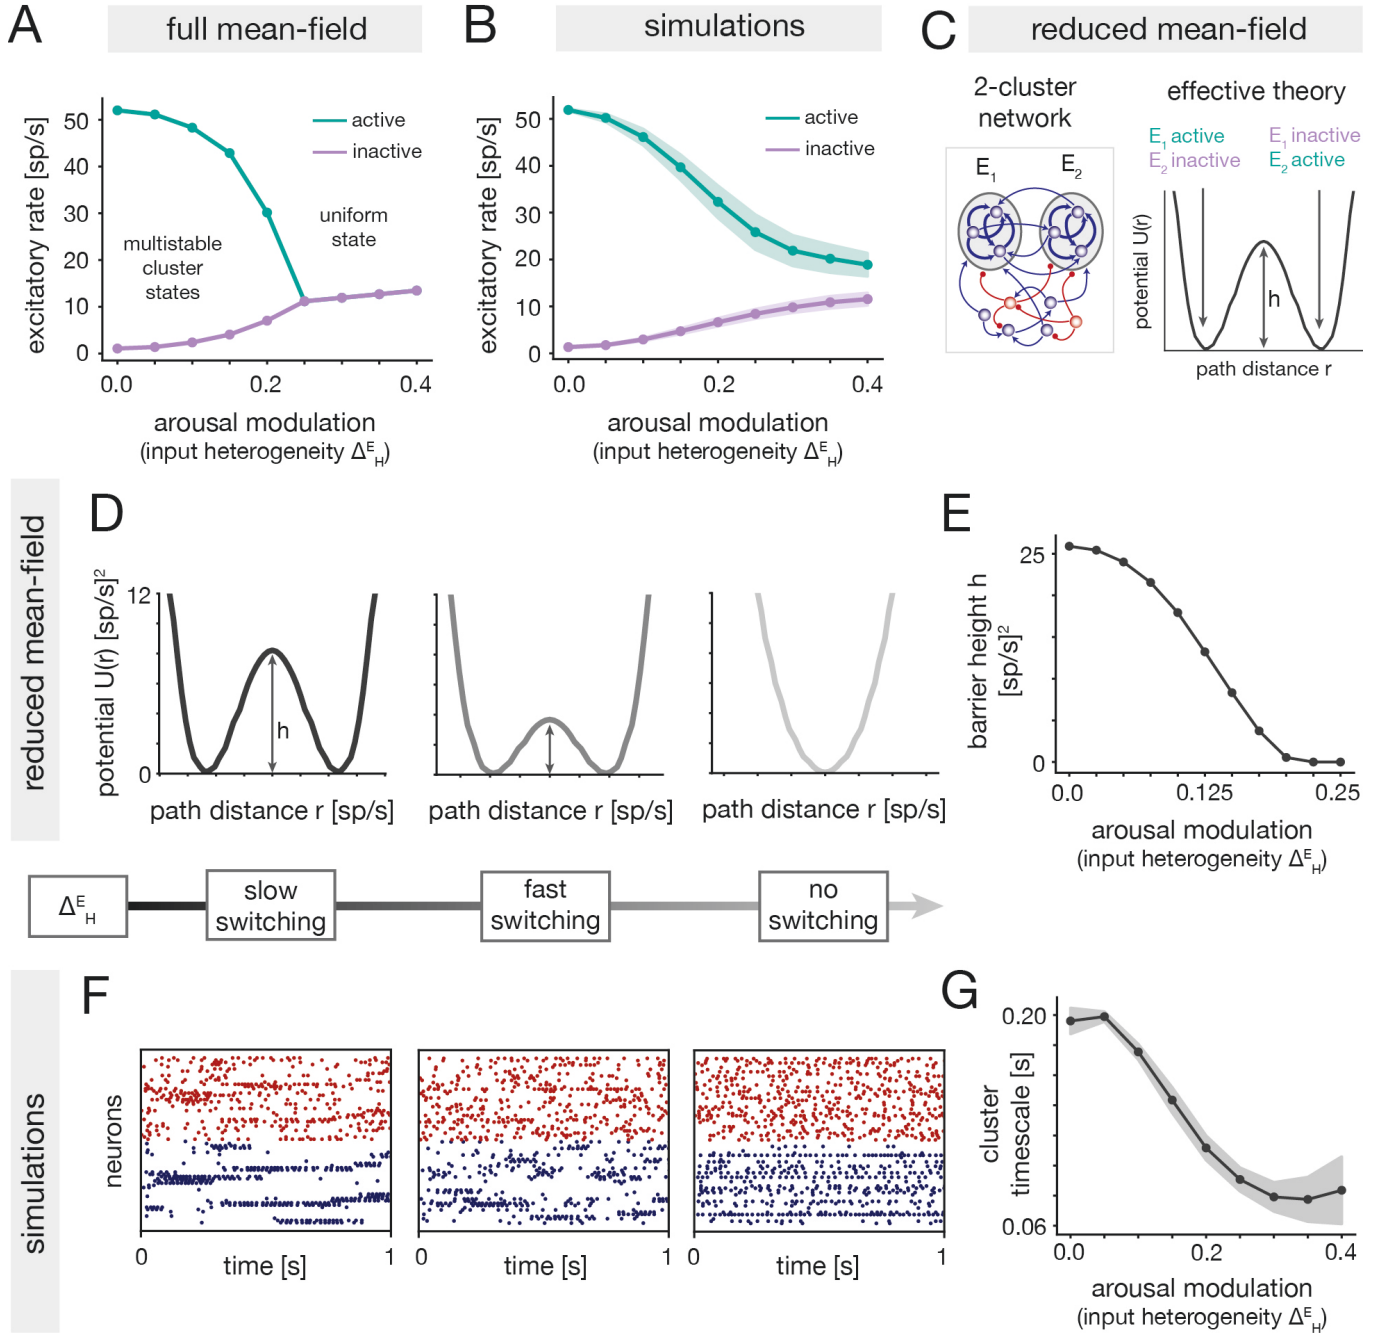 A
full mean-field
excitatory rate [sp/s]
50
40
30
20
10
0
active
inactive
multistable
cluster
states
uniform
state
0.0
0.2
0.4
arousal modulation
(input heterogeneity Δᴱ_H)
B
simulations
excitatory rate [sp/s]
50
40
30
20
10
0
active
inactive
0.0
0.2
0.4
arousal modulation
(input heterogeneity Δᴱ_H)
C
reduced mean-field
2-cluster
network
E₁
E₂
effective theory
E₁ active
E₂ inactive
E₁ inactive
E₂ active
potential U(r)
h
path distance r
reduced mean-field
D
potential U(r) [sp/s]²
12
0
h
path distance r [sp/s]
path distance r [sp/s]
path distance r [sp/s]
E
barrier height h
[sp/s]²
25
0
0.0
0.125
0.25
arousal modulation
(input heterogeneity Δᴱ_H)
Δᴱ_H
slow
switching
fast
switching
no
switching
simulations
F
neurons
0
1
time [s]
0
1
time [s]
0
1
time [s]
G
cluster
timescale [s]
0.20
0.06
0.0
0.2
0.4
arousal modulation
(input heterogeneity Δᴱ_H)